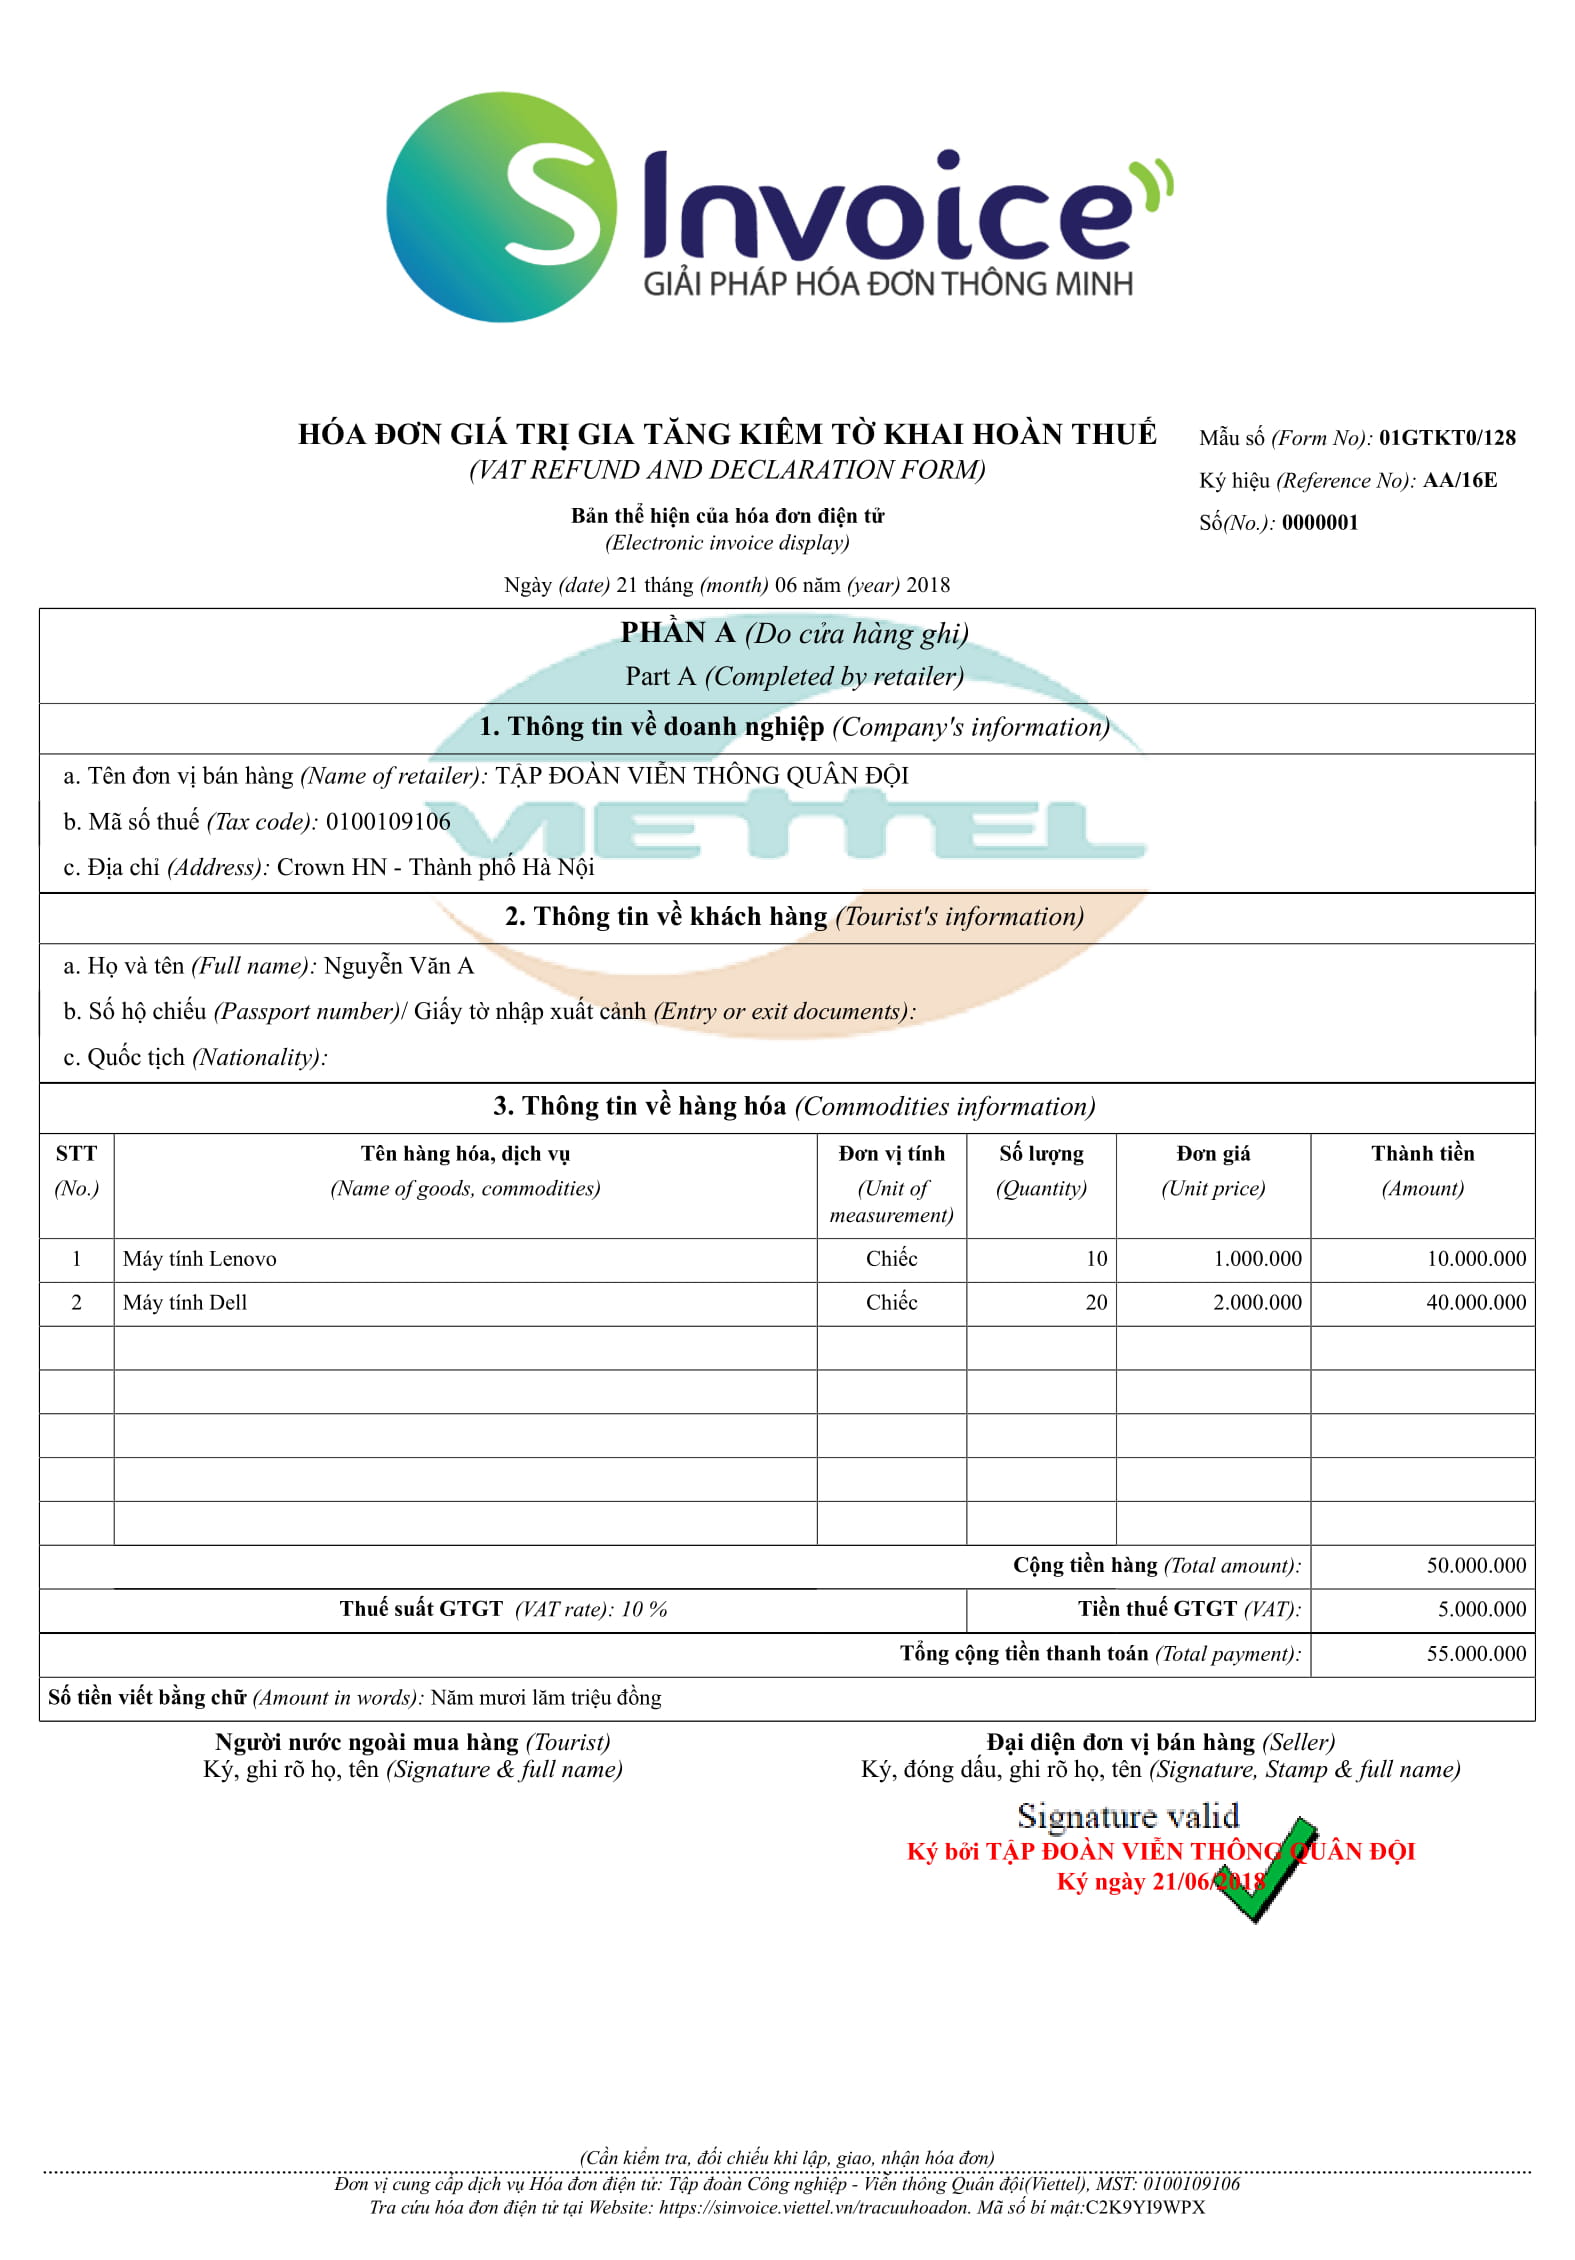 S Invoice
GIẢI PHÁP HÓA ĐƠN THÔNG MINH
HÓA ĐƠN GIÁ TRỊ GIA TĂNG KIÊM TỜ KHAI HOÀN THUẾ
(VAT REFUND AND DECLARATION FORM)
Bản thể hiện của hóa đơn điện tử
(Electronic invoice display)
Ngày (date) 21 tháng (month) 06 năm (year) 2018
Mẫu số (Form No): 01GTKT0/128
Ký hiệu (Reference No): AA/16E
Số(No.): 0000001
PHẦN A (Do cửa hàng ghi)
Part A (Completed by retailer)
1. Thông tin về doanh nghiệp (Company's information)
a. Tên đơn vị bán hàng (Name of retailer): TẬP ĐOÀN VIỄN THÔNG QUÂN ĐỘI
b. Mã số thuế (Tax code): 0100109106
VIETTEL
c. Địa chỉ (Address): Crown HN - Thành phố Hà Nội
2. Thông tin về khách hàng (Tourist's information)
a. Họ và tên (Full name): Nguyễn Văn A
b. Số hộ chiếu (Passport number)/ Giấy tờ nhập xuất cảnh (Entry or exit documents):
c. Quốc tịch (Nationality):
3. Thông tin về hàng hóa (Commodities information)
STT Tên hàng hóa, dịch vụ Đơn vị tính Số lượng Đơn giá Thành tiền
(No.) (Name of goods, commodities) (Unit of (Quantity) (Unit price) (Amount)
measurement)
1 Máy tính Lenovo Chiếc 10 1.000.000 10.000.000
2 Máy tính Dell Chiếc 20 2.000.000 40.000.000
Cộng tiền hàng (Total amount): 50.000.000
Thuế suất GTGT (VAT rate): 10 % Tiền thuế GTGT (VAT): 5.000.000
Tổng cộng tiền thanh toán (Total payment): 55.000.000
Số tiền viết bằng chữ (Amount in words): Năm mươi lăm triệu đồng
Người nước ngoài mua hàng (Tourist)
Ký, ghi rõ họ, tên (Signature & full name)
Đại diện đơn vị bán hàng (Seller)
Ký, đóng dấu, ghi rõ họ, tên (Signature, Stamp & full name)
Signature valid
Ký bởi TẬP ĐOÀN VIỄN THÔNG QUÂN ĐỘI
Ký ngày 21/06/2018
(Cần kiểm tra, đối chiếu khi lập, giao, nhận hóa đơn)
Đơn vị cung cấp dịch vụ Hóa đơn điện tử: Tập đoàn Công nghiệp - Viễn thông Quân đội(Viettel), MST: 0100109106
Tra cứu hóa đơn điện tử tại Website: https://sinvoice.viettel.vn/tracuuhoadon. Mã số bí mật:C2K9YI9WPX